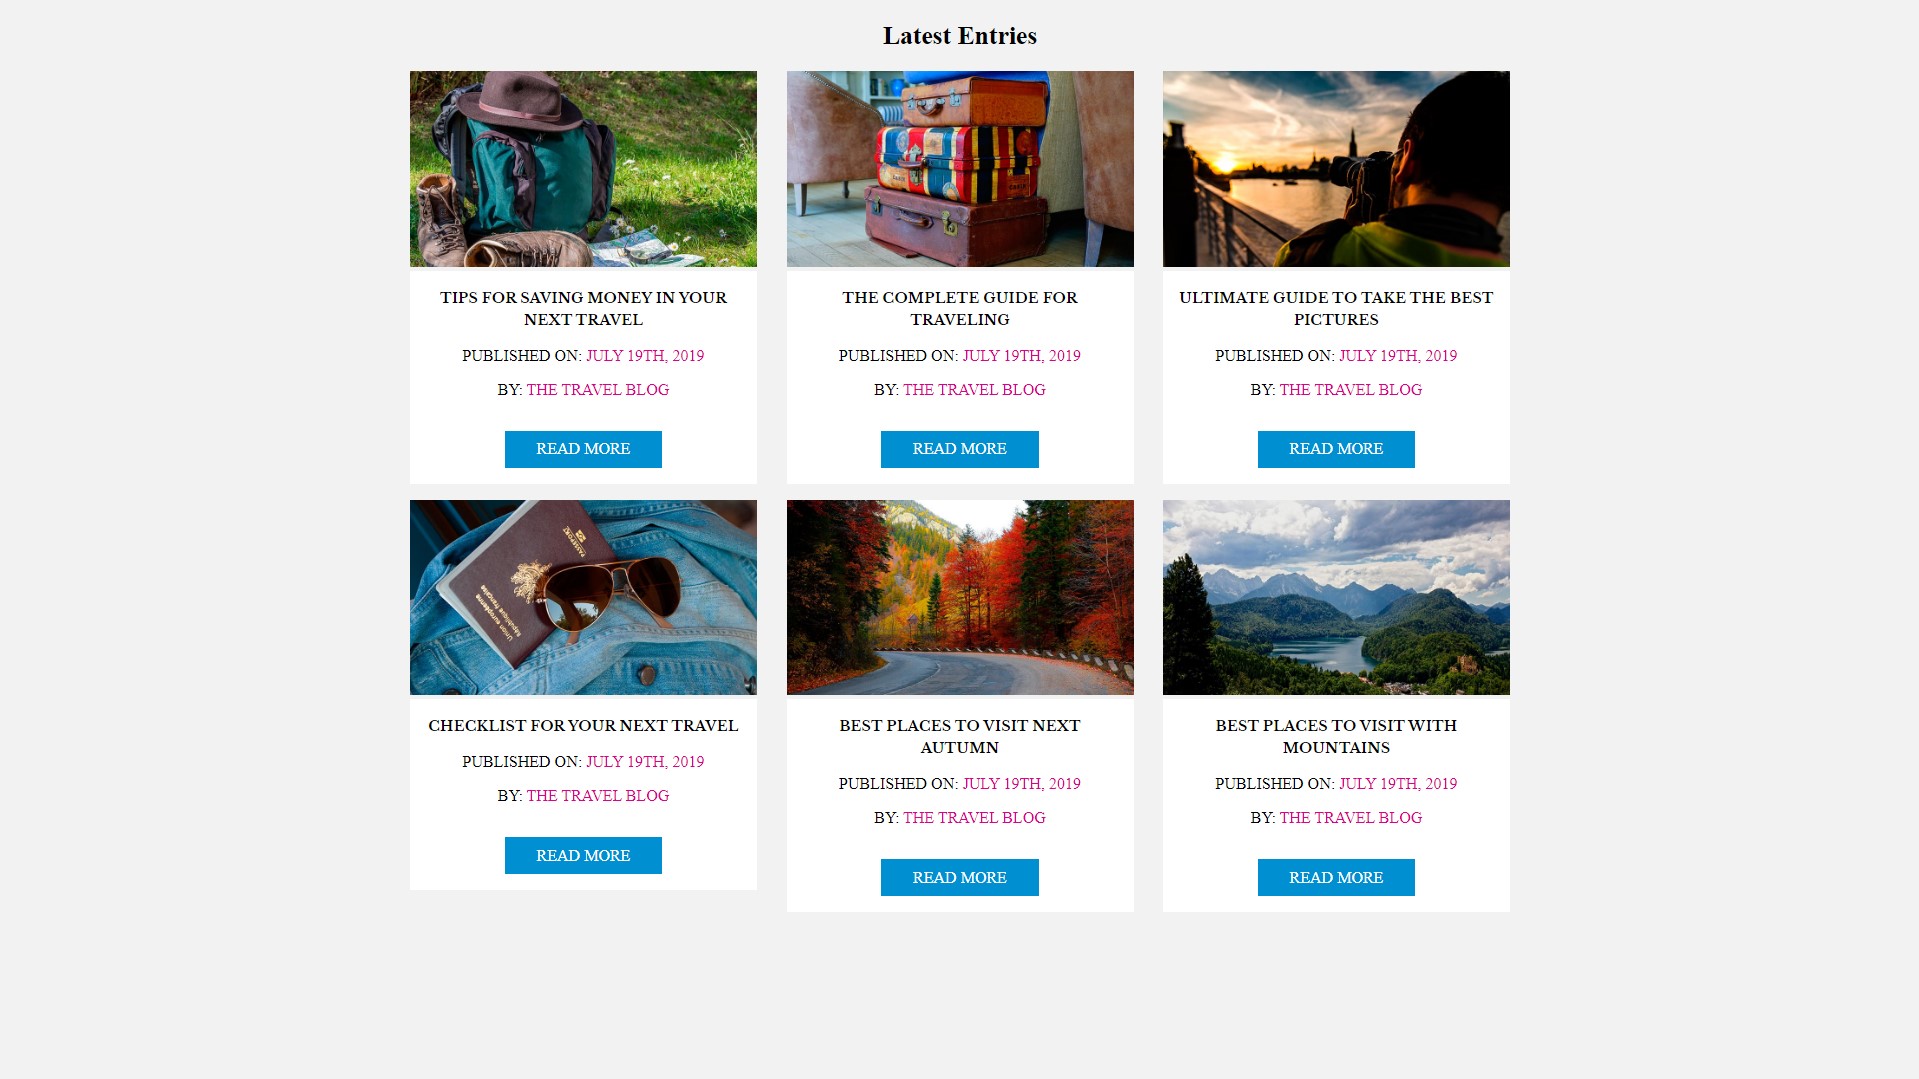 Latest Entries
TIPS FOR SAVING MONEY IN YOUR
NEXT TRAVEL
PUBLISHED ON: JULY 19TH, 2019
BY: THE TRAVEL BLOG
READ MORE
THE COMPLETE GUIDE FOR
TRAVELING
PUBLISHED ON: JULY 19TH, 2019
BY: THE TRAVEL BLOG
READ MORE
ULTIMATE GUIDE TO TAKE THE BEST
PICTURES
PUBLISHED ON: JULY 19TH, 2019
BY: THE TRAVEL BLOG
READ MORE
PASSEPORT
Union européenne
République française
CHECKLIST FOR YOUR NEXT TRAVEL
PUBLISHED ON: JULY 19TH, 2019
BY: THE TRAVEL BLOG
READ MORE
BEST PLACES TO VISIT NEXT
AUTUMN
PUBLISHED ON: JULY 19TH, 2019
BY: THE TRAVEL BLOG
READ MORE
BEST PLACES TO VISIT WITH
MOUNTAINS
PUBLISHED ON: JULY 19TH, 2019
BY: THE TRAVEL BLOG
READ MORE